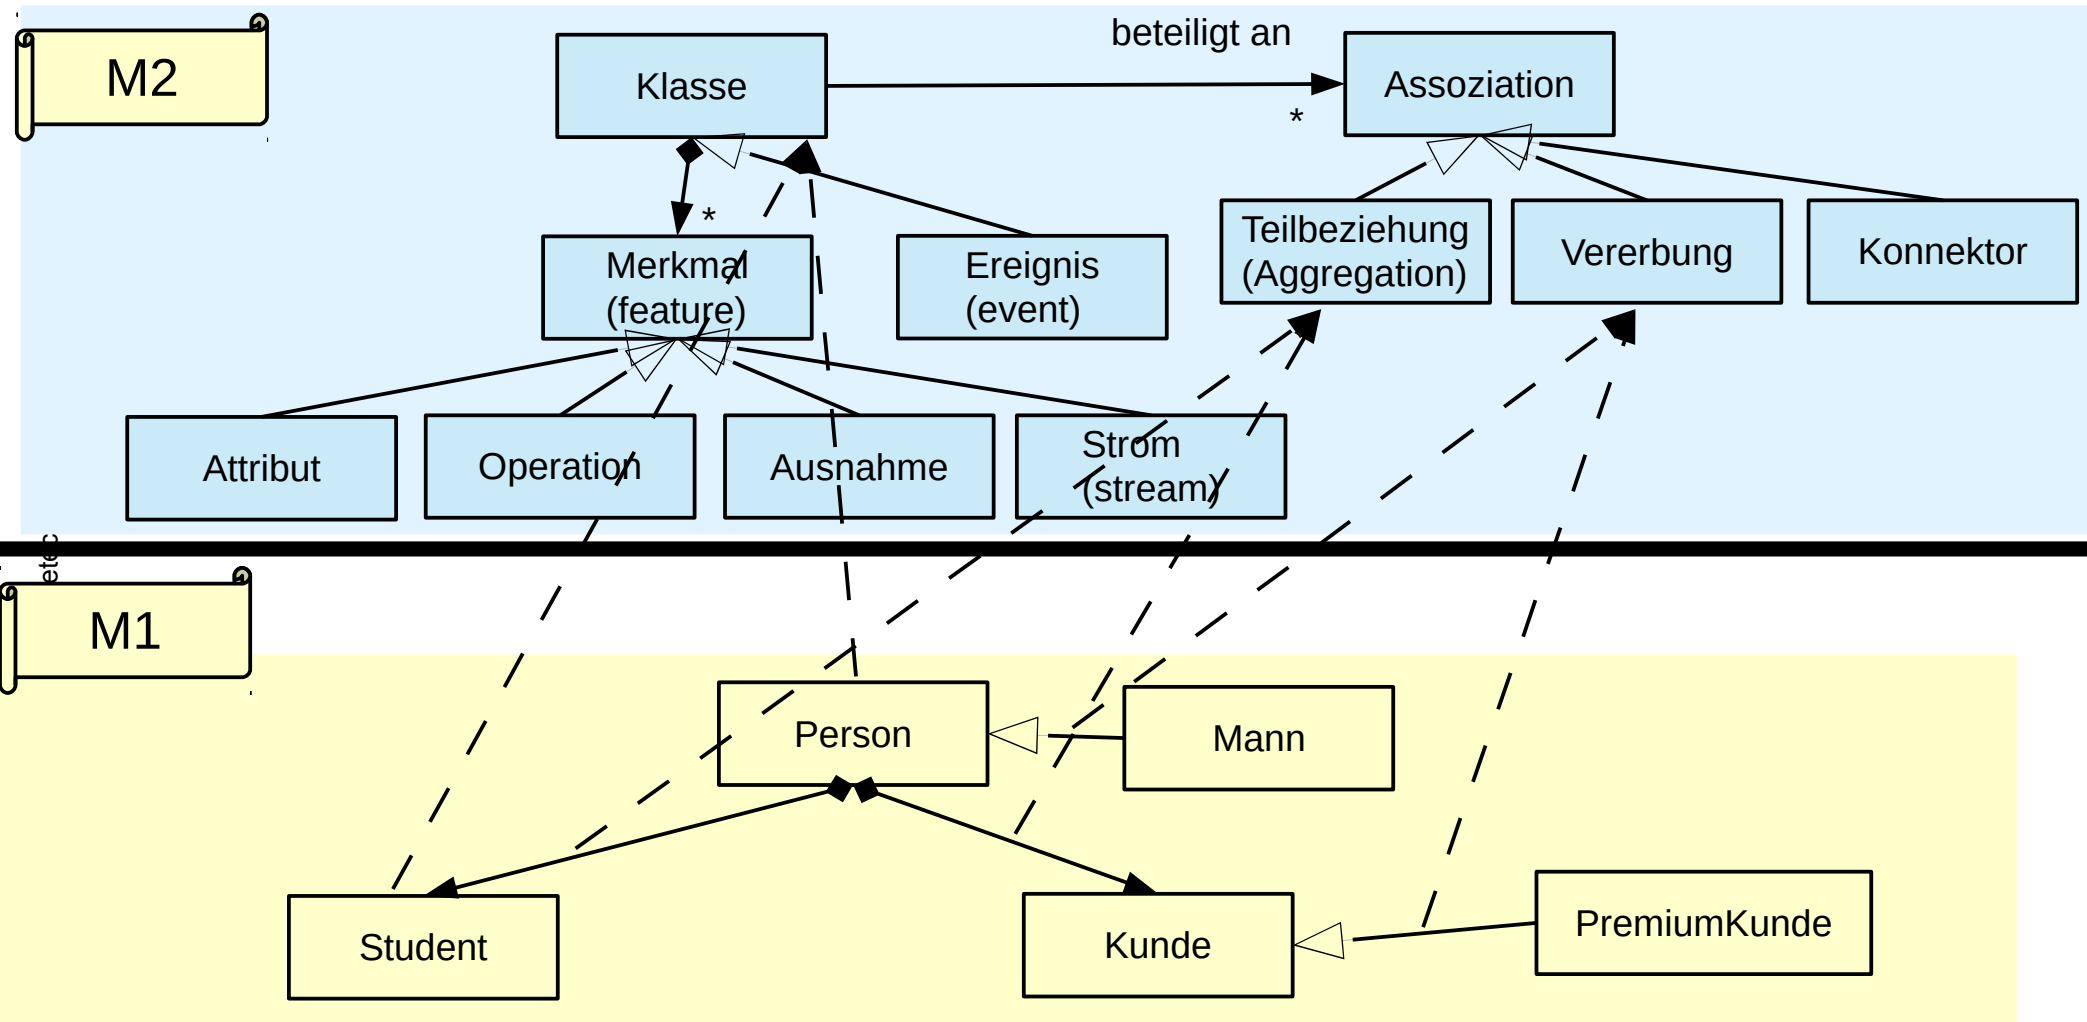 M2
beteiligt an
Klasse
Assoziation
*
*
Merkmal
(feature)
Ereignis
(event)
Teilbeziehung
(Aggregation)
Vererbung
Konnektor
Attribut
Operation
Ausnahme
Strom
(stream)
etec
M1
Person
Mann
Student
Kunde
PremiumKunde